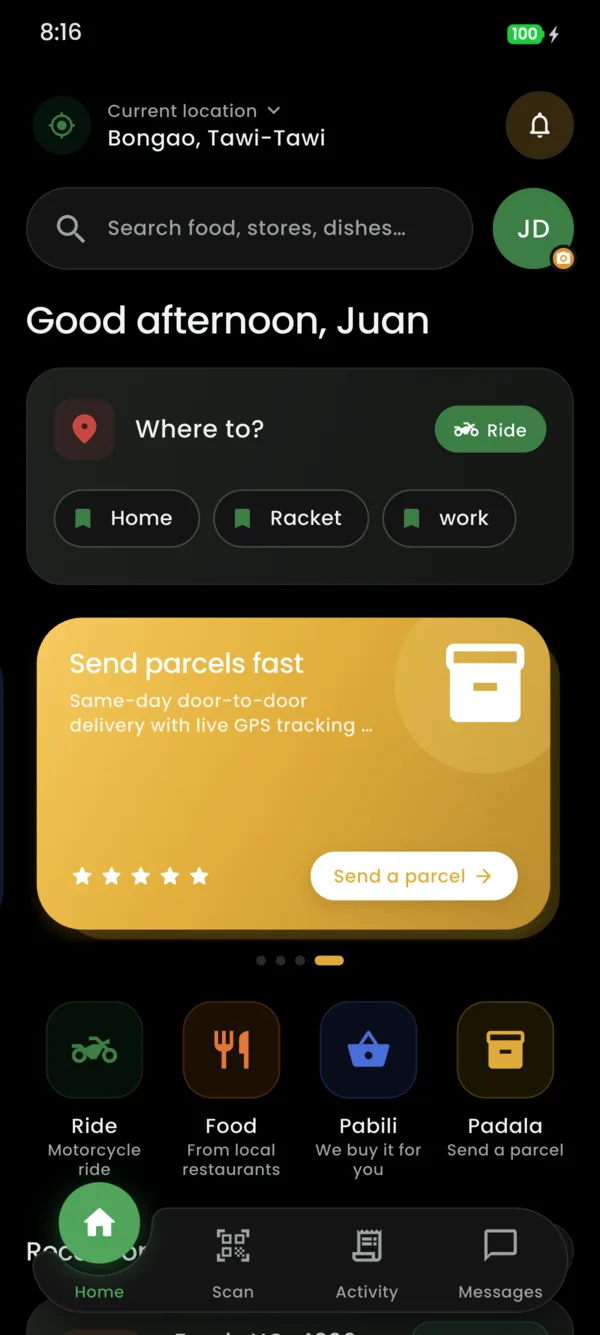 8:16
100
Current location
Bongao, Tawi-Tawi
Search food, stores, dishes...
JD
Good afternoon, Juan
Where to?
Ride
Home
Racket
work
Send parcels fast
Same-day door-to-door
delivery with live GPS tracking ...
Send a parcel →
Ride
Food
Pabili
Padala
Motorcycle
ride
From local
restaurants
We buy it for
you
Send a parcel
Home
Scan
Activity
Messages